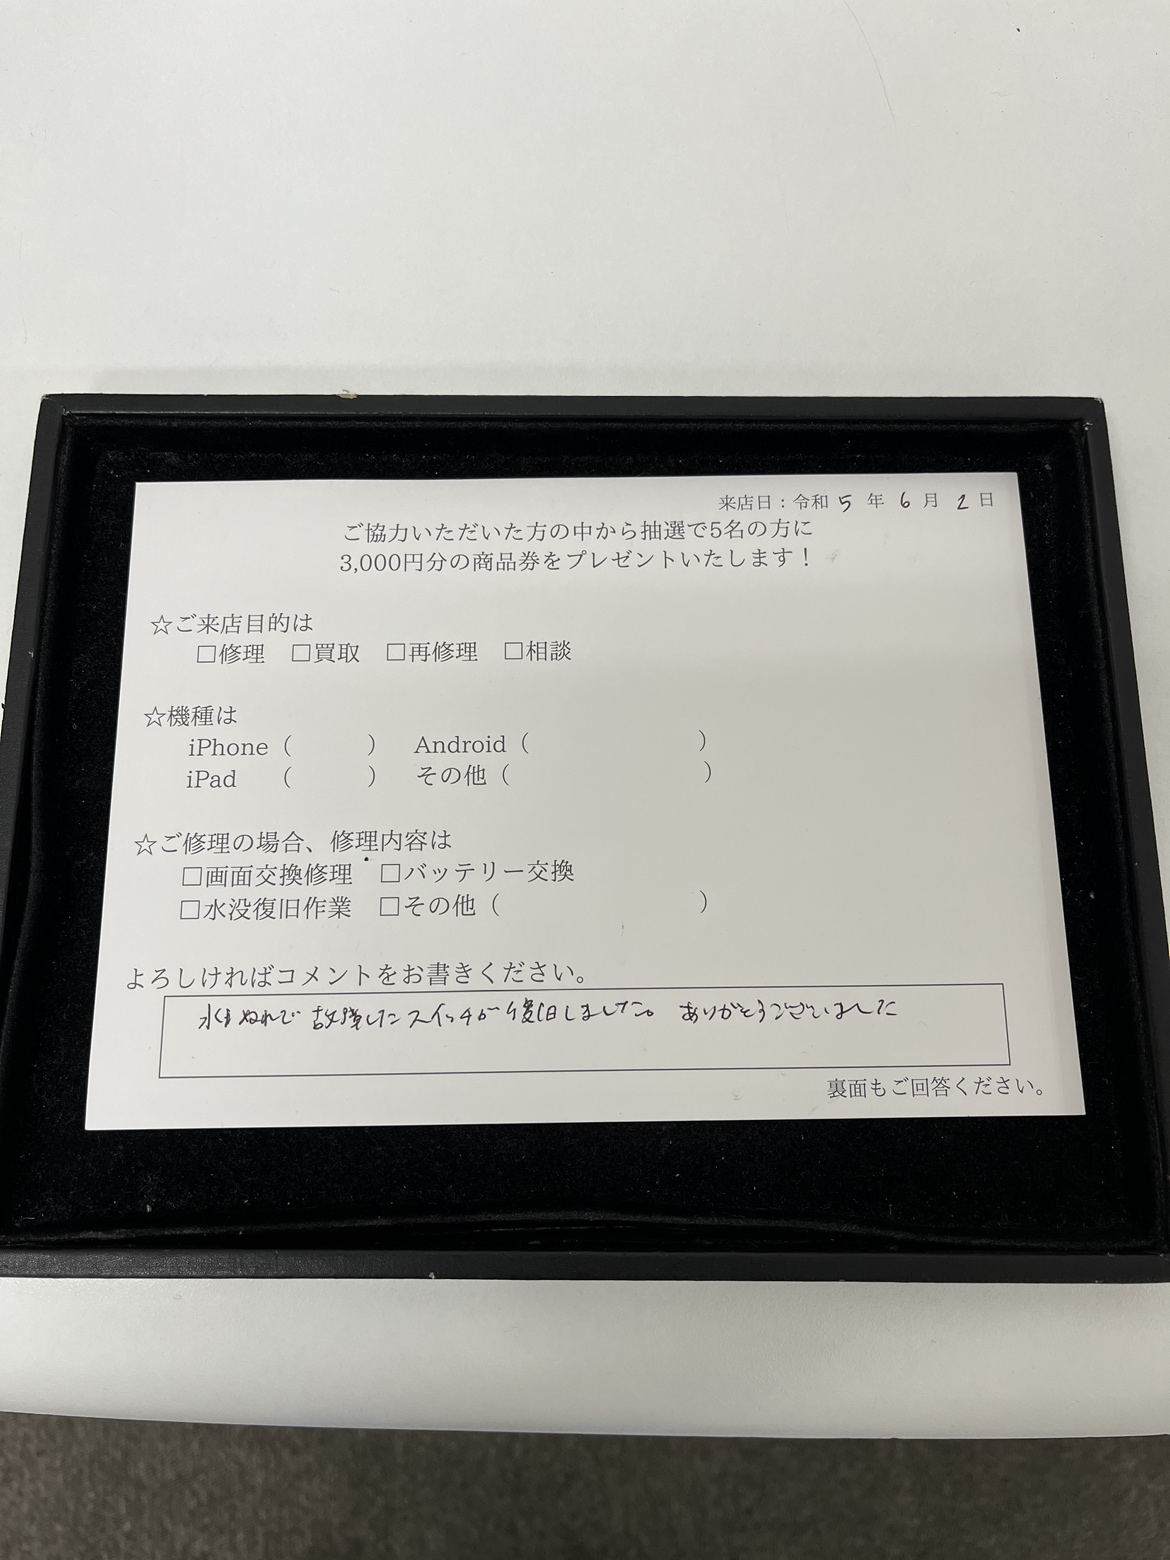 来店日：令和 5 年 6 月 2 日
ご協力いただいた方の中から抽選で5名の方に
3,000円分の商品券をプレゼントいたします！
☆ご来店目的は
□修理 □買取 □再修理 □相談
☆機種は
iPhone（ ） Android（ ）
iPad （ ） その他（ ）
☆ご修理の場合、修理内容は
□画面交換修理 □バッテリー交換
□水没復旧作業 □その他（ ）
よろしければコメントをお書きください。
水ぬれで 故障したスイッチが復旧しました。 ありがとうございました
裏面もご回答ください。